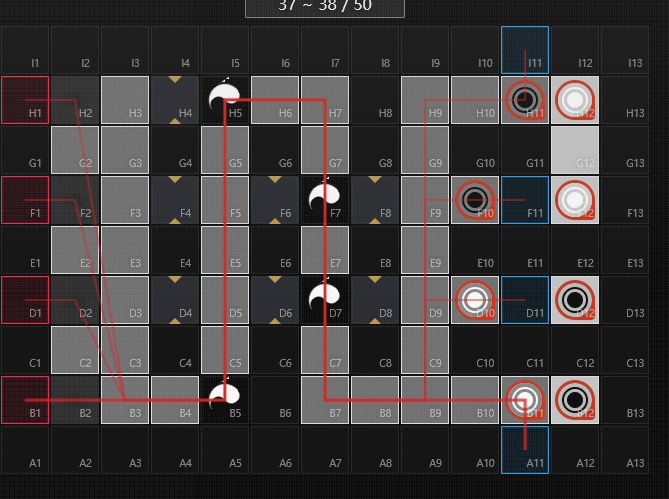 37 ~ 38 / 50
I1 I2 I3 I4 I5 I6 I7 I8 I9 I10 I11 I12 I13
H1 H2 H3 H4 H5 H6 H7 H8 H9 H10 H11 H12 H13
G1 G2 G3 G4 G5 G6 G7 G8 G9 G10 G11 G12 G13
F1 F2 F3 F4 F5 F6 F7 F8 F9 F10 F11 F12 F13
E1 E2 E3 E4 E5 E6 E7 E8 E9 E10 E11 E12 E13
D1 D2 D3 D4 D5 D6 D7 D8 D9 D10 D11 D12 D13
C1 C2 C3 C4 C5 C6 C7 C8 C9 C10 C11 C12 C13
B1 B2 B3 B4 B5 B6 B7 B8 B9 B10 B11 B12 B13
A1 A2 A3 A4 A5 A6 A7 A8 A9 A10 A11 A12 A13